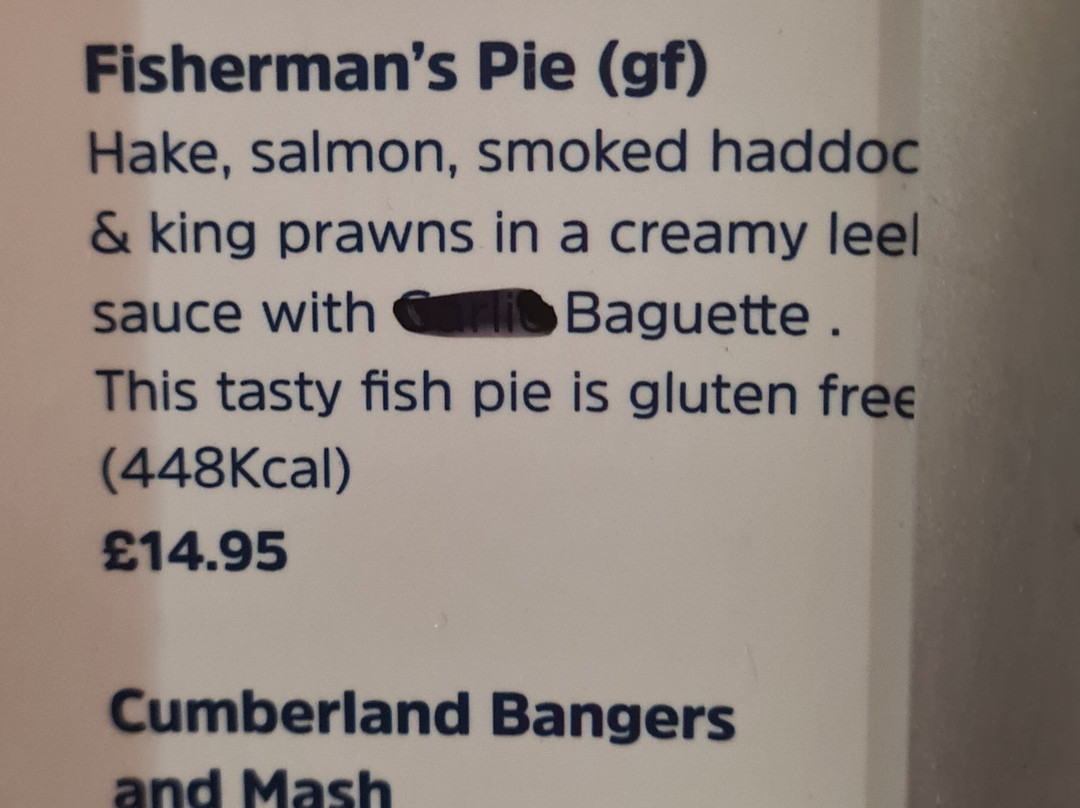 Fisherman's Pie (gf)
Hake, salmon, smoked haddoc
& king prawns in a creamy leel
sauce with Garlic Baguette .
This tasty fish pie is gluten free
(448Kcal)
£14.95
Cumberland Bangers
and Mash